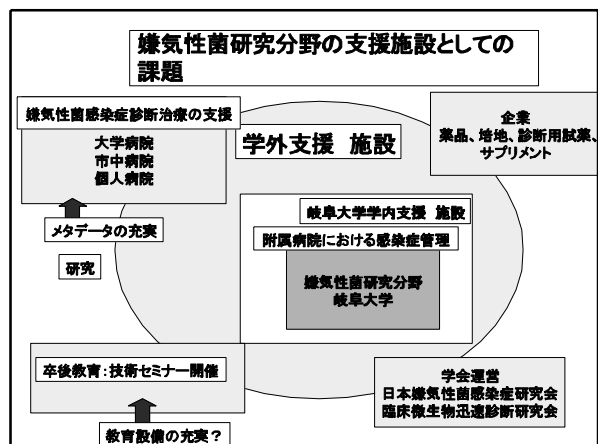 嫌気性菌研究分野の支援施設としての
課題
嫌気性菌感染症診断治療の支援
大学病院
市中病院
個人病院
学外支援 施設
企業
薬品、培地、診断用試薬、
サプリメント
メタデータの充実
研究
岐阜大学学内支援 施設
附属病院における感染症管理
嫌気性菌研究分野
岐阜大学
卒後教育：技術セミナー開催
教育設備の充実？
学会運営
日本嫌気性菌感染症研究会
臨床微生物迅速診断研究会